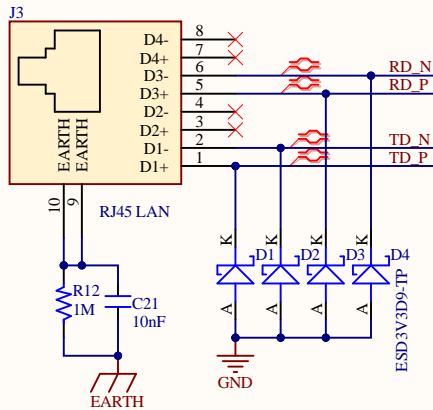 J3
D4- 8
D4+ 7
D3- 6 RD_N
D3+ 5 RD_P
D2- 4
D2+ 3
D1- 2 TD_N
D1+ 1 TD_P
EARTH
EARTH
10
9
RJ45 LAN
K K K K
D1 D2 D3 D4
A A A A
ESD3V3D9-TP
R12
1M
C21
10nF
EARTH
GND